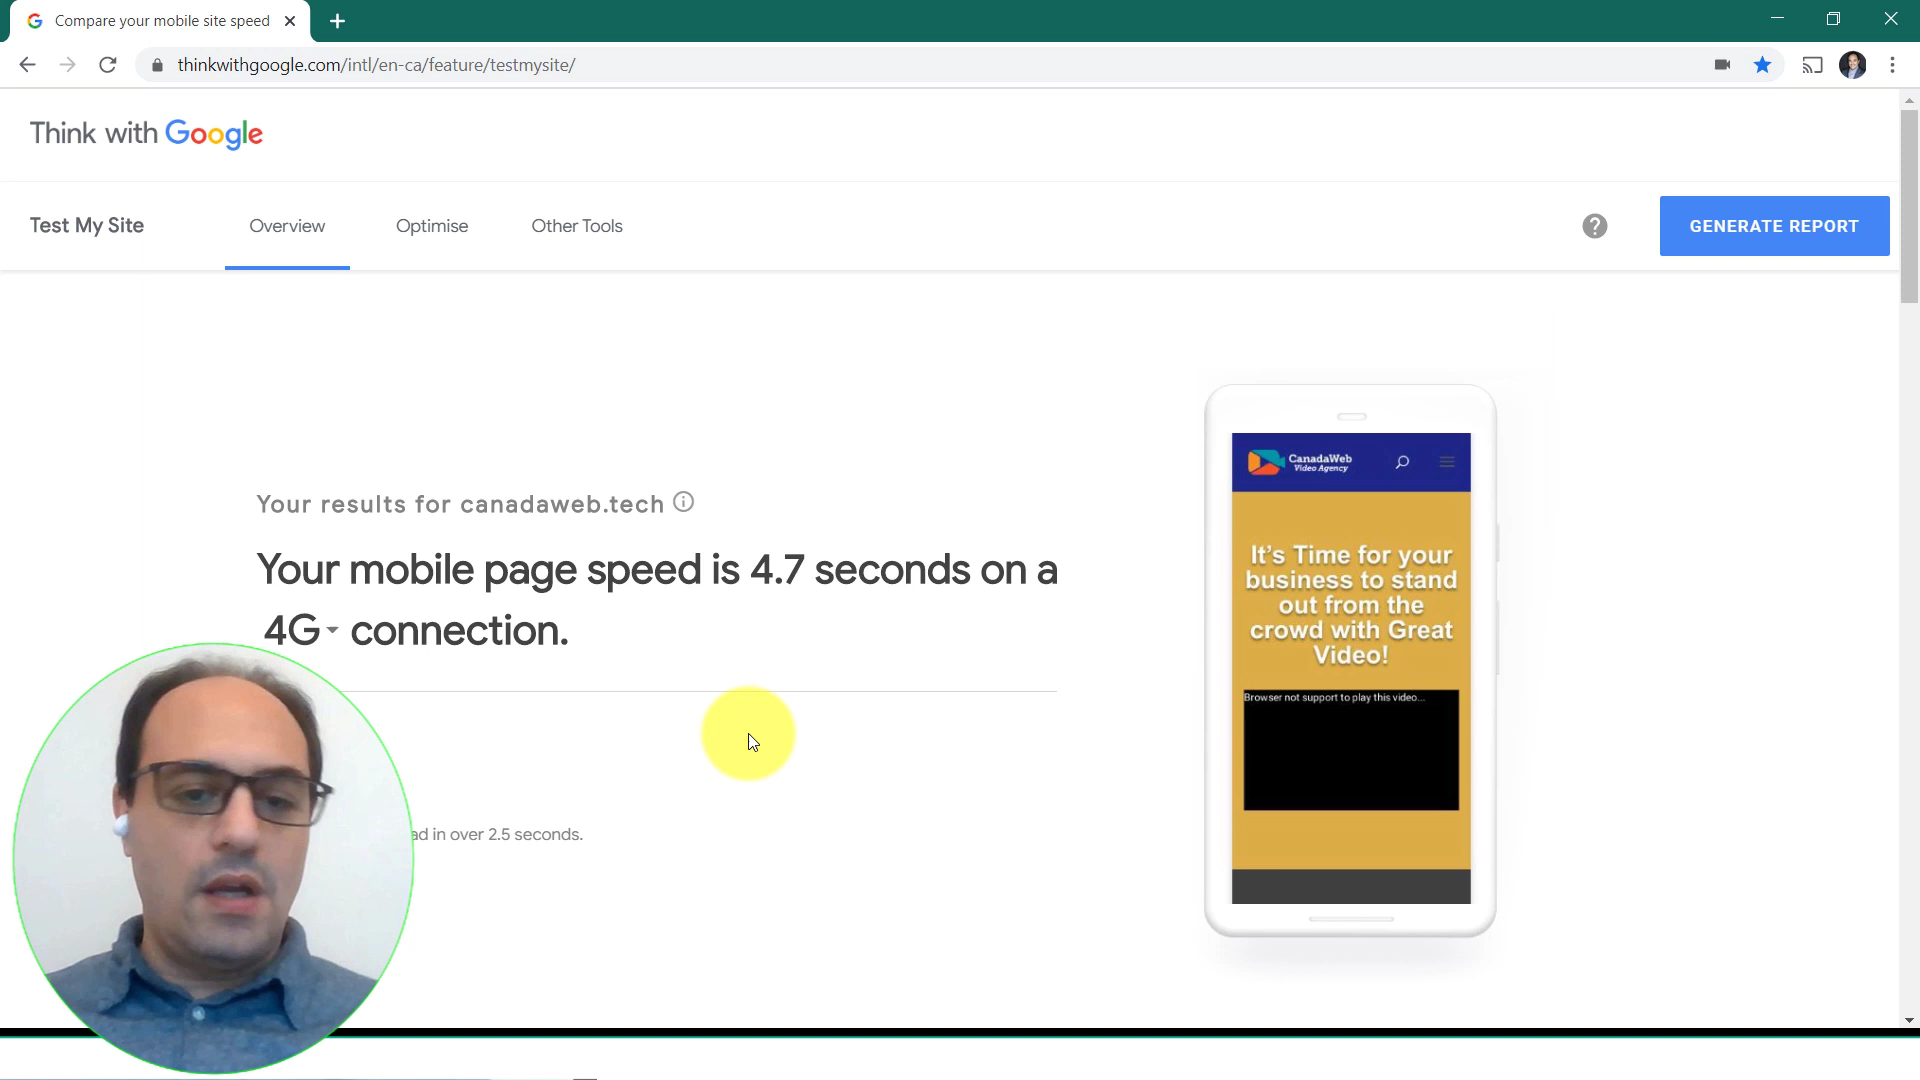 Compare your mobile site speed
thinkwithgoogle.com/intl/en-ca/feature/testmysite/
Think with Google
Test My Site
Overview
Optimise
Other Tools
GENERATE REPORT
Your results for canadaweb.tech
Your mobile page speed is 4.7 seconds on a
4G connection.
ad in over 2.5 seconds.
CanadaWeb
Video Agency
It's Time for your
business to stand
out from the
crowd with Great
Video!
Browser not support to play this video...